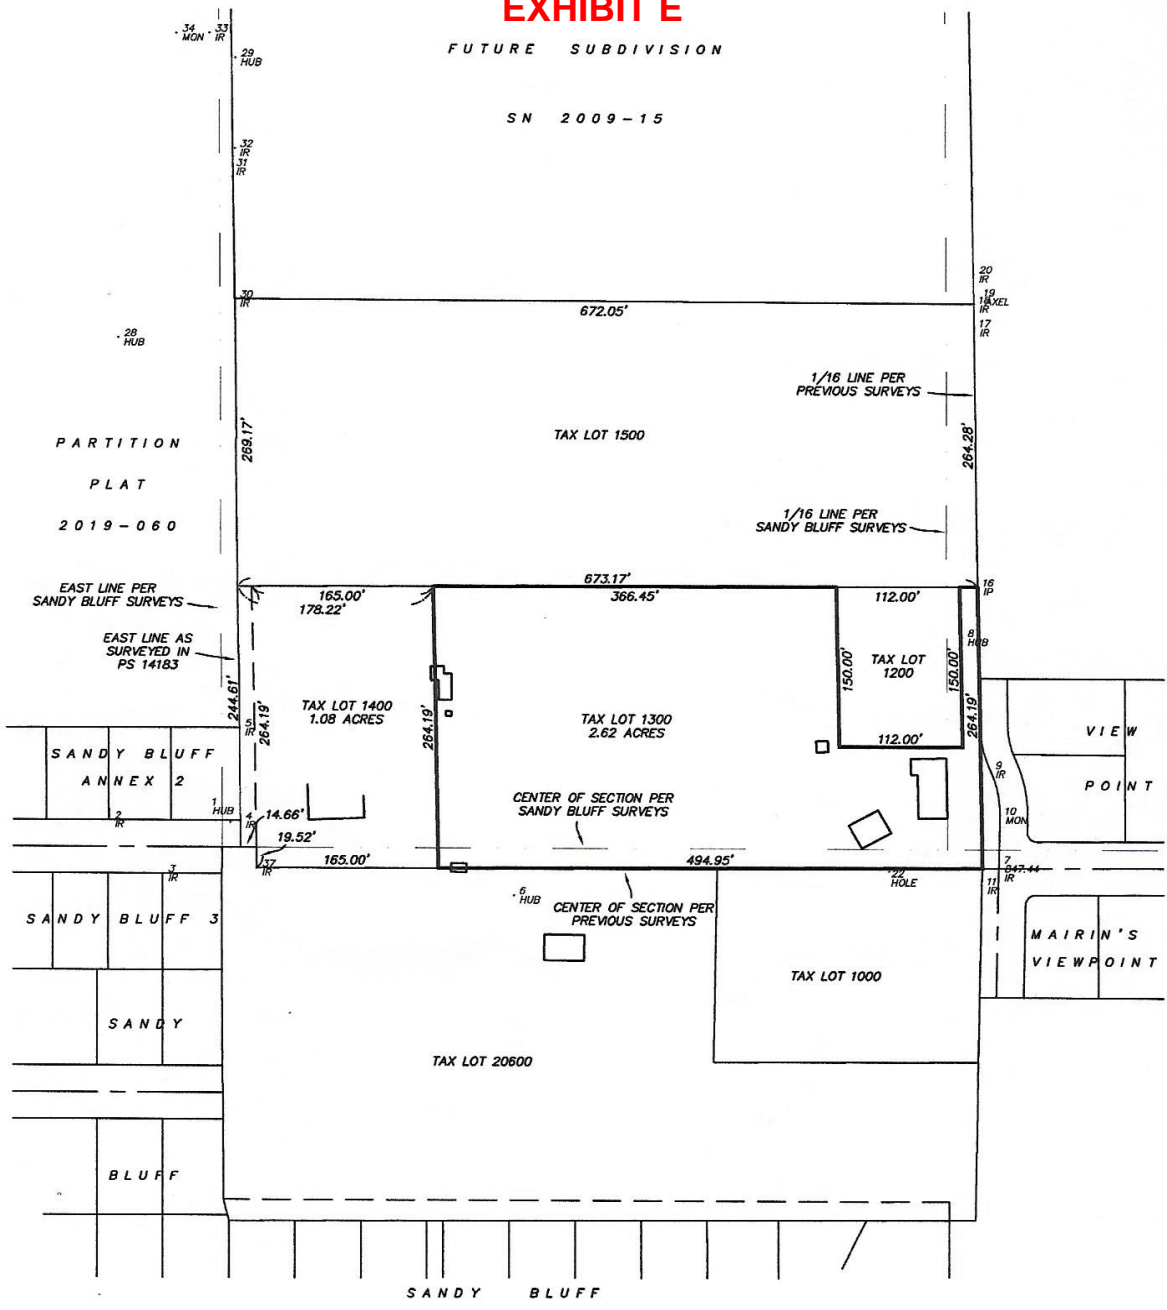 EXHIBIT E
34
MON
33
IR
29
HUB
FUTURE SUBDIVISION
SN 2009-15
32
IR
31
IR
20
IR
19
AXEL
18
IR
17
IR
30
IR
672.05'
28
HUB
1/16 LINE PER
PREVIOUS SURVEYS
PARTITION
PLAT
2019-060
269.17'
TAX LOT 1500
264.28'
1/16 LINE PER
SANDY BLUFF SURVEYS
EAST LINE PER
SANDY BLUFF SURVEYS
673.17'
165.00'
178.22'
366.45'
112.00'
16
IP
EAST LINE AS
SURVEYED IN
PS 14183
8
HUB
150.00'
TAX LOT
1200
150.00'
244.61'
264.19'
TAX LOT 1400
1.08 ACRES
264.19'
TAX LOT 1300
2.62 ACRES
264.19'
5
IR
112.00'
SANDY BLUFF
ANNEX 2
VIEW
POINT
9
IR
10
MON
1
HUB
2
IR
4
IR
14.66'
19.52'
CENTER OF SECTION PER
SANDY BLUFF SURVEYS
3
IR
37
IR
165.00'
494.95'
22
HOLE
7
847.44
IR
11
IR
6
HUB
CENTER OF SECTION PER
PREVIOUS SURVEYS
SANDY BLUFF 3
MAIRIN'S
VIEWPOINT
TAX LOT 1000
SANDY
TAX LOT 20600
BLUFF
SANDY BLUFF